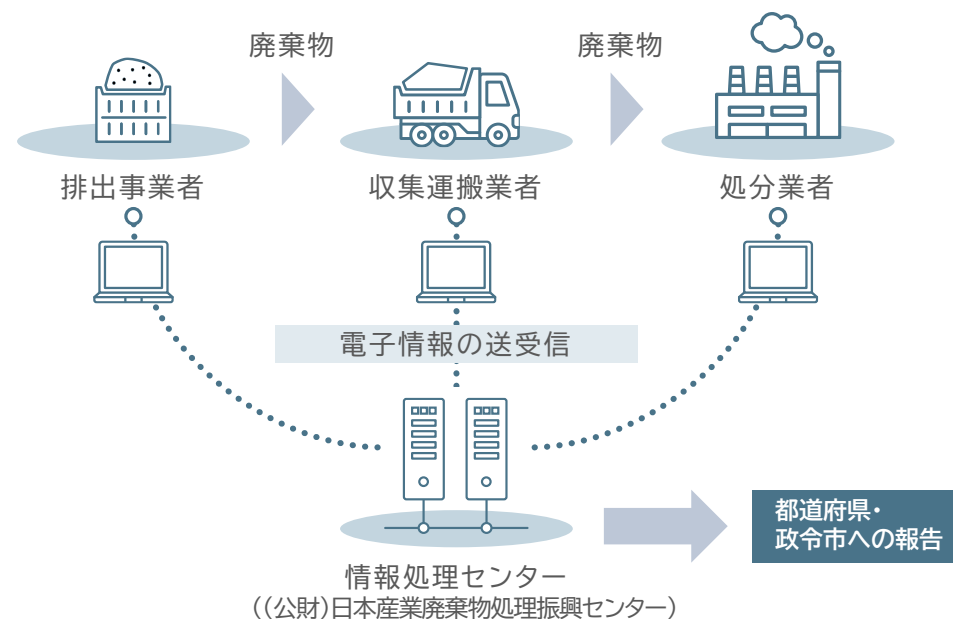 廃棄物
廃棄物
排出事業者
収集運搬業者
処分業者
電子情報の送受信
都道府県・
政令市への報告
情報処理センター
((公財)日本産業廃棄物処理振興センター)